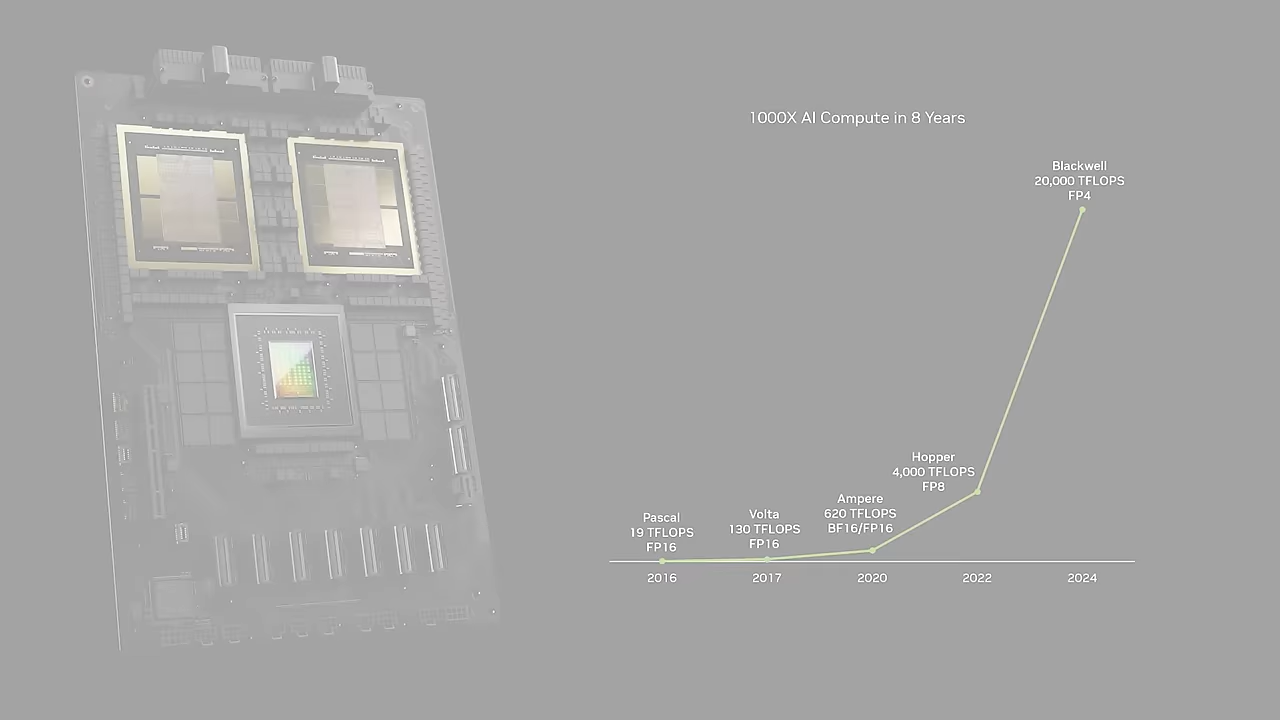 1000X AI Compute in 8 Years
Blackwell
20,000 TFLOPS
FP4
Hopper
4,000 TFLOPS
FP8
Ampere
620 TFLOPS
BF16/FP16
Volta
130 TFLOPS
FP16
Pascal
19 TFLOPS
FP16
2016
2017
2020
2022
2024